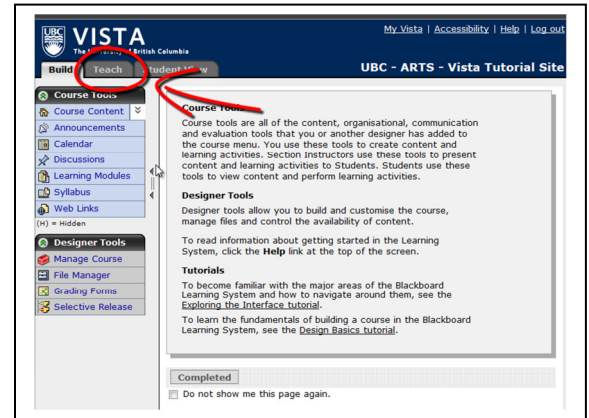 My Vista | Accessibility | Help | Log out
UBC VISTA
The University of British Columbia
Build Teach Student View
UBC - ARTS - Vista Tutorial Site
Course Tools
Course Content
Announcements
Calendar
Discussions
Learning Modules
Syllabus
Web Links
(H) = Hidden
Designer Tools
Manage Course
File Manager
Grading Forms
Selective Release
Course Tools
Course tools are all of the content, organisational, communication
and evaluation tools that you or another designer has added to
the course menu. You use these tools to create content and
learning activities. Section Instructors use these tools to present
content and learning activities to Students. Students use these
tools to view content and perform learning activities.
Designer Tools
Designer tools allow you to build and customise the course,
manage files and control the availability of content.
To read information about getting started in the Learning
System, click the Help link at the top of the screen.
Tutorials
To become familiar with the major areas of the Blackboard
Learning System and how to navigate around them, see the
Exploring the Interface tutorial.
To learn the fundamentals of building a course in the Blackboard
Learning System, see the Design Basics tutorial.
Completed
Do not show me this page again.